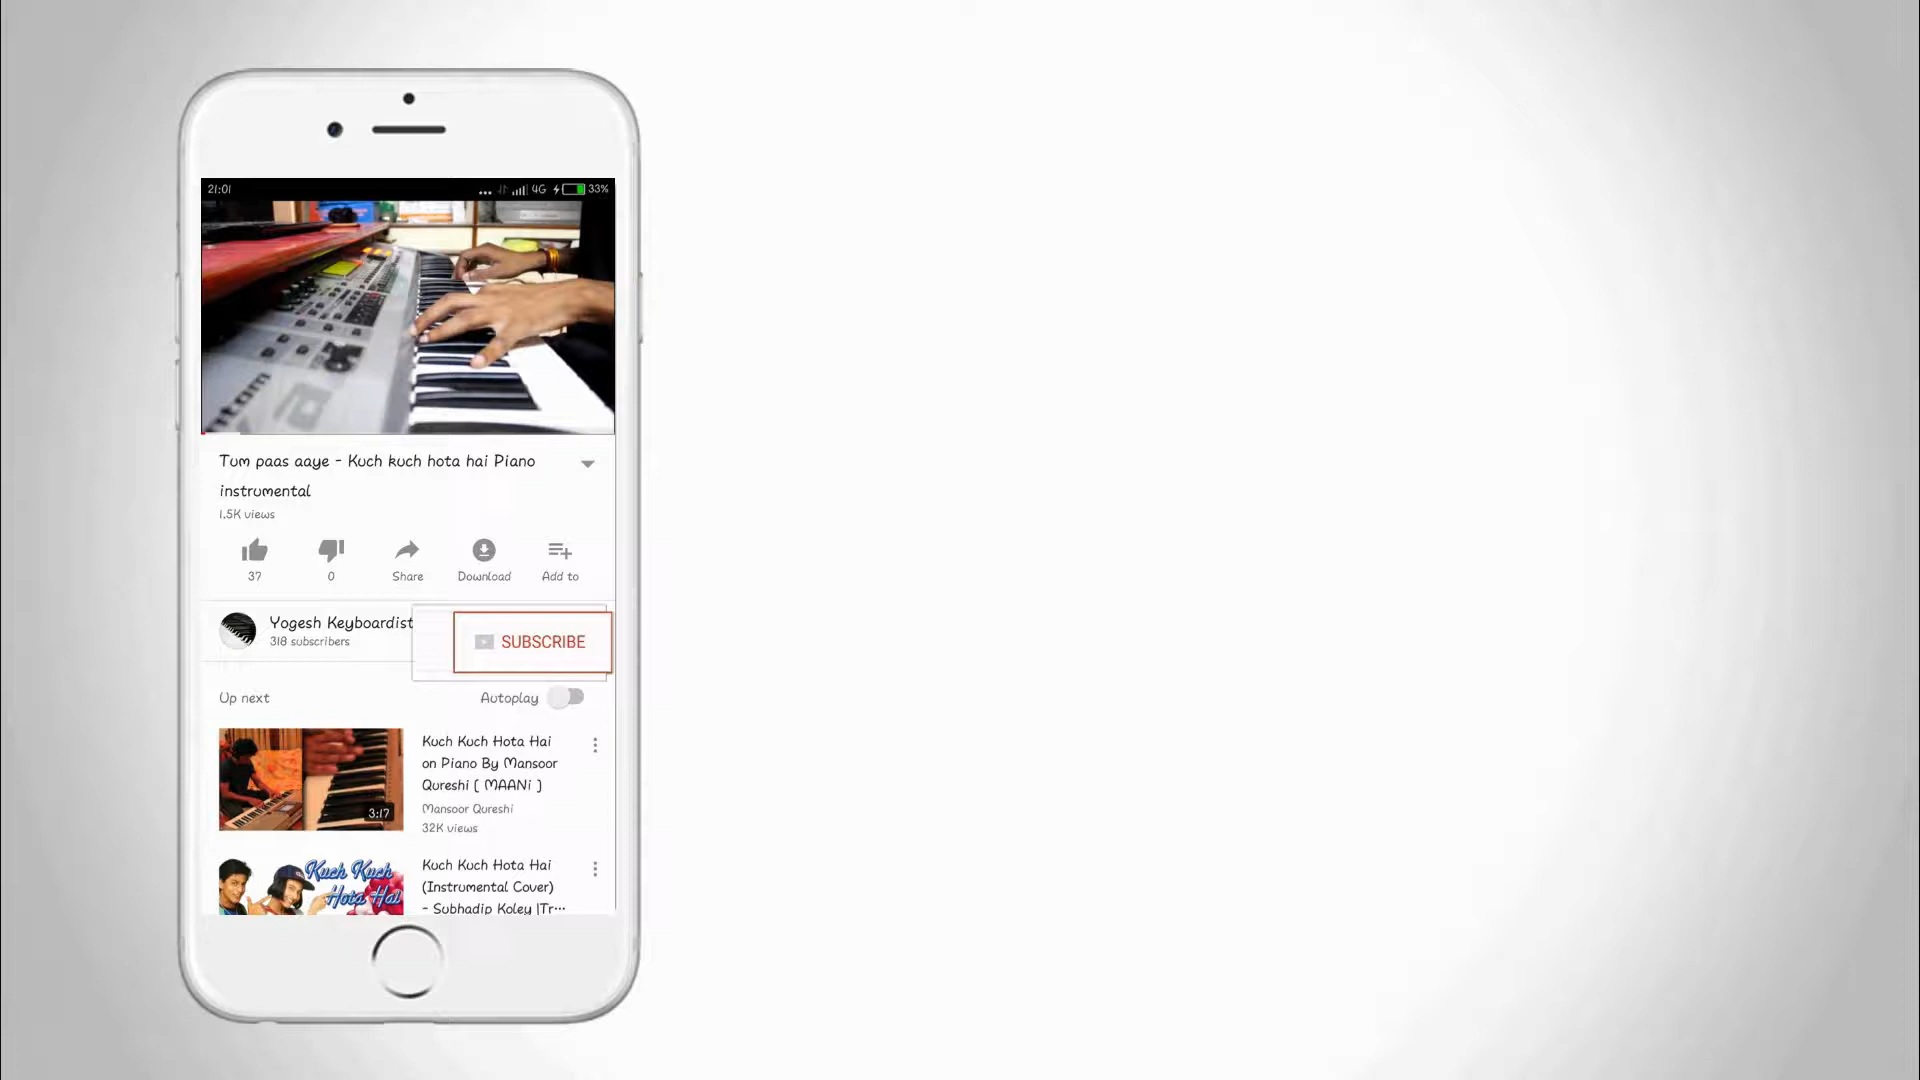 21:01
4G
33%
Tum paas aaye - Kuch kuch hota hai Piano
instrumental
1.5K views
37
0
Share
Download
Add to
Yogesh Keyboardist
318 subscribers
SUBSCRIBE
Up next
Autoplay
Kuch Kuch Hota Hai
on Piano By Mansoor
Qureshi [ MAANi ]
Mansoor Qureshi
32K views
3:17
Kuch Kuch
Hota Hai
Kuch Kuch Hota Hai
(Instrumental Cover)
- Subhadip Koley |Tr...